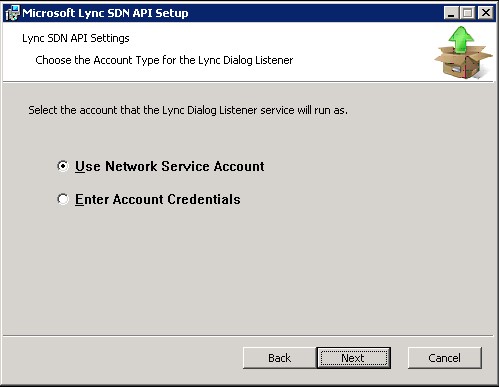 Microsoft Lync SDN API Setup
Lync SDN API Settings
Choose the Account Type for the Lync Dialog Listener
Select the account that the Lync Dialog Listener service will run as.
Use Network Service Account
Enter Account Credentials
Back Next Cancel